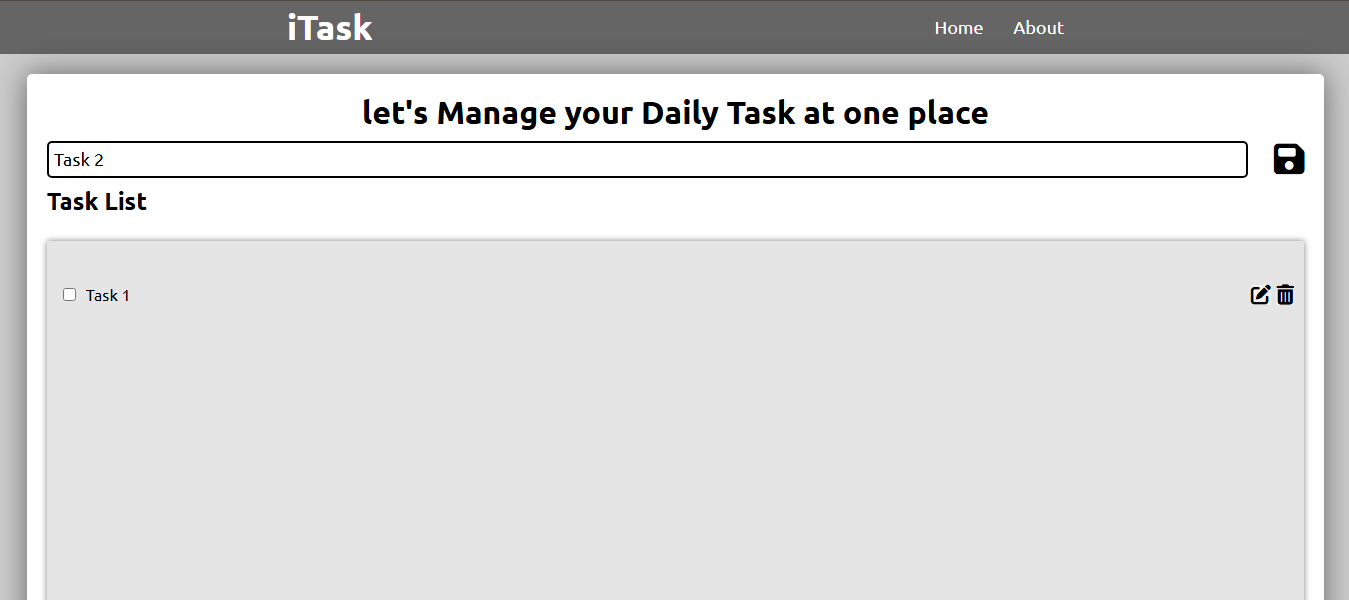 iTask
Home
About
let's Manage your Daily Task at one place
Task 2
Task List
Task 1